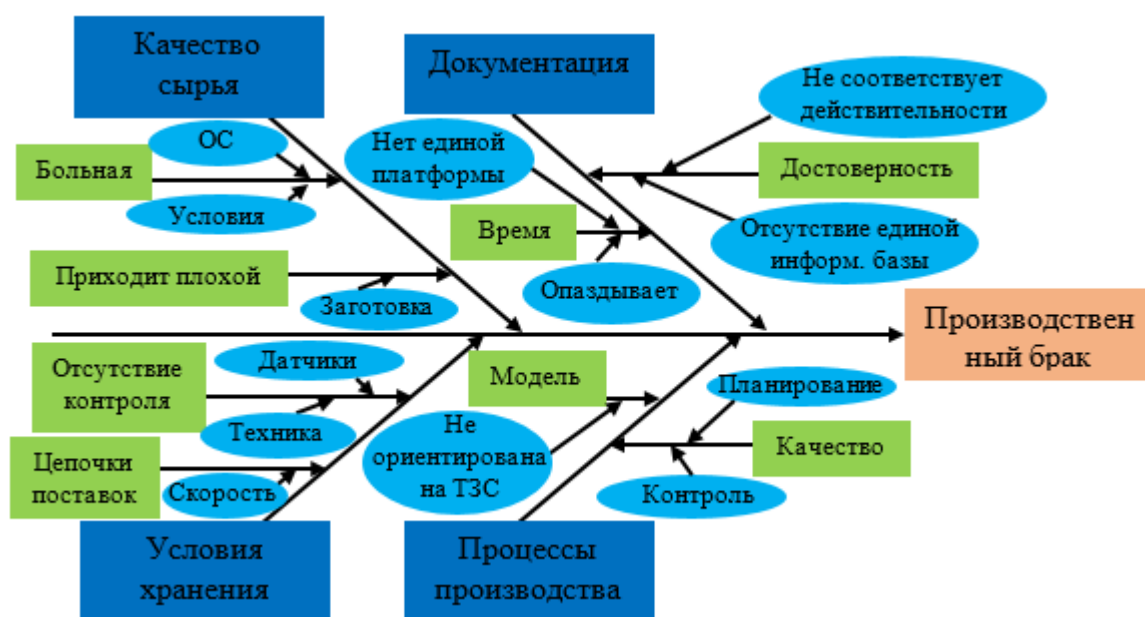 Качество
сырья
Документация
Не соответствует
действительности
ОС
Нет единой
платформы
Больная
Достоверность
Условия
Время
Отсутствие единой
информ. базы
Приходит плохой
Заготовка
Опаздывает
Производствен
ный брак
Отсутствие
контроля
Датчики
Модель
Планирование
Техника
Не
ориентирована
на ТЗС
Качество
Цепочки
поставок
Скорость
Контроль
Условия
хранения
Процессы
производства